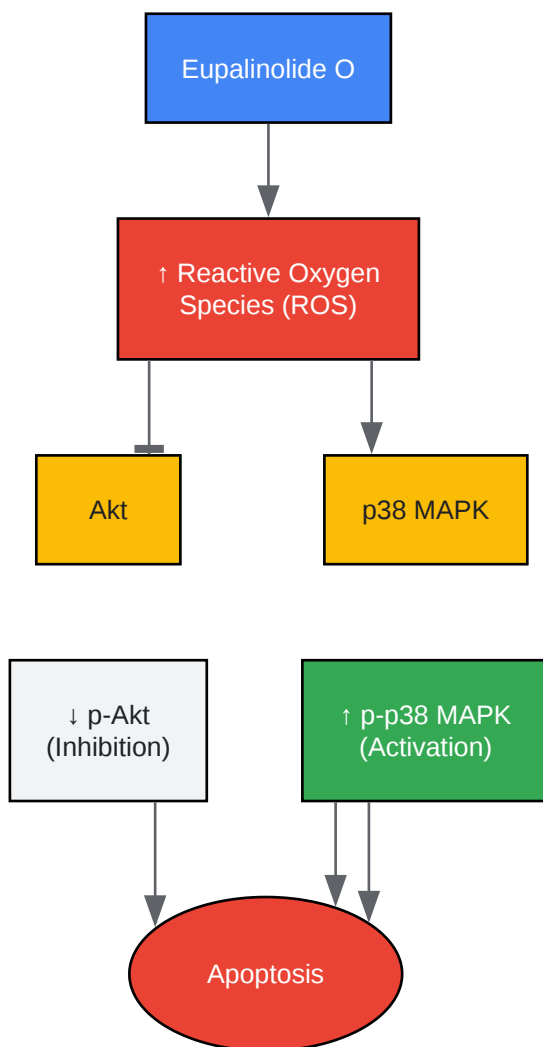 Eupalinolide O
↑ Reactive Oxygen
Species (ROS)
Akt
p38 MAPK
↓ p-Akt
(Inhibition)
↑ p-p38 MAPK
(Activation)
Apoptosis